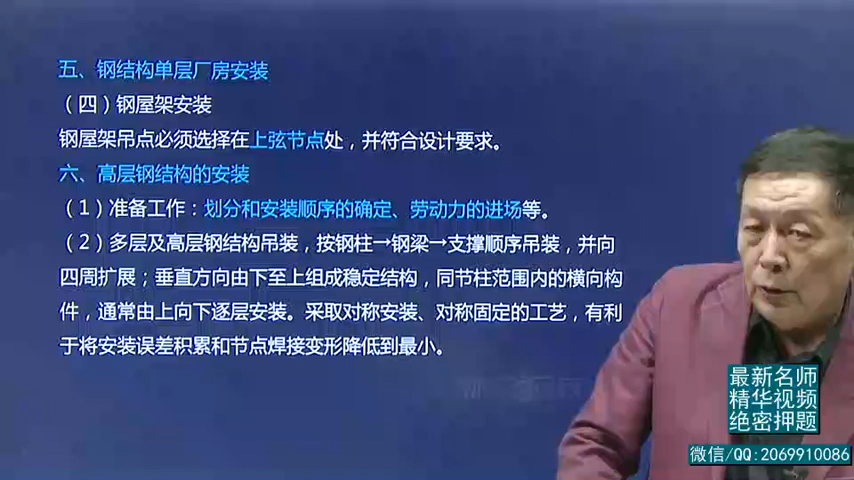 五、钢结构单层厂房安装
（四）钢屋架安装
钢屋架吊点必须选择在上弦节点处，并符合设计要求。
六、高层钢结构的安装
（1）准备工作：划分和安装顺序的确定、劳动力的进场等。
（2）多层及高层钢结构吊装，按钢柱→钢梁→支撑顺序吊装，并向
四周扩展；垂直方向由下至上组成稳定结构，同节柱范围内的横向构
件，通常由上向下逐层安装。采取对称安装、对称固定的工艺，有利
于将安装误差积累和节点焊接变形降低到最小。
最新名师
精华视频
绝密押题
微信/QQ:2069910086